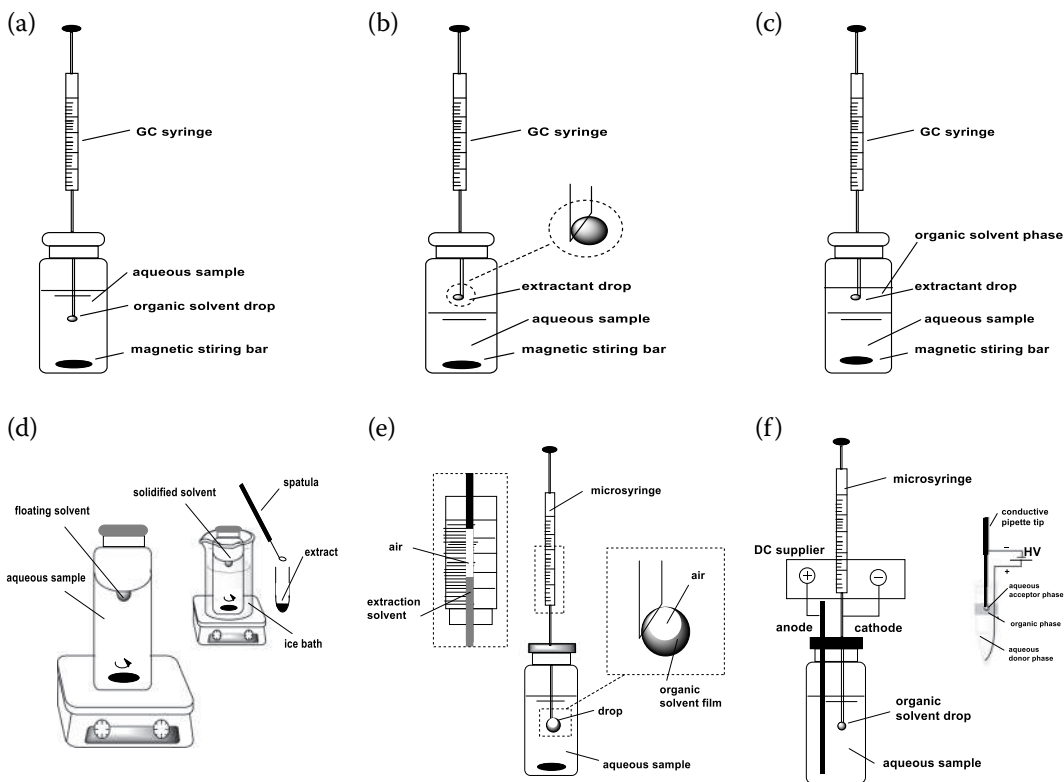 (a)
GC syringe
aqueous sample
organic solvent drop
magnetic stiring bar
(b)
GC syringe
extractant drop
aqueous sample
magnetic stiring bar
(c)
GC syringe
organic solvent phase
extractant drop
aqueous sample
magnetic stiring bar
(d)
floating solvent
aqueous sample
solidified solvent
spatula
extract
ice bath
(e)
microsyringe
air
extraction
solvent
air
organic
solvent film
drop
aqueous sample
(f)
microsyringe
DC supplier
+
−
anode
cathode
organic
solvent drop
aqueous sample
conductive
pipette tip
−
HV
+
aqueous
acceptor phase
organic phase
aqueous
donor phase